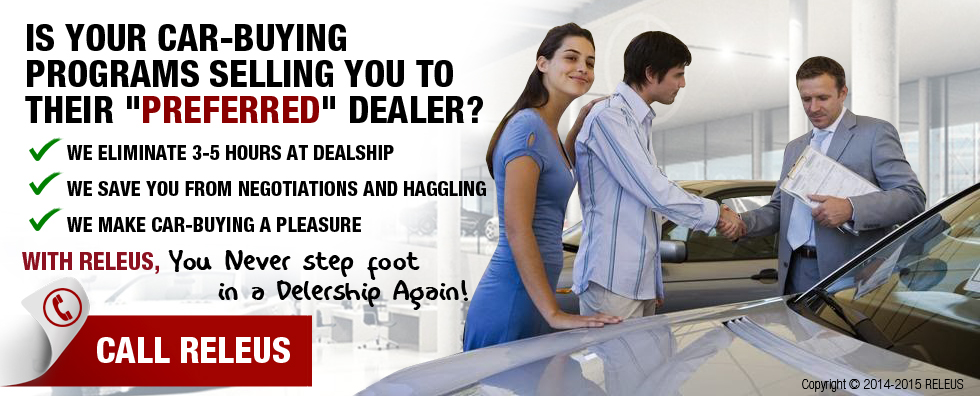 IS YOUR CAR-BUYING
PROGRAMS SELLING YOU TO
THEIR "PREFERRED" DEALER?
WE ELIMINATE 3-5 HOURS AT DEALSHIP
WE SAVE YOU FROM NEGOTIATIONS AND HAGGLING
WE MAKE CAR-BUYING A PLEASURE
WITH RELEUS, You Never step foot
in a Delership Again!
CALL RELEUS
Copyright © 2014-2015 RELEUS